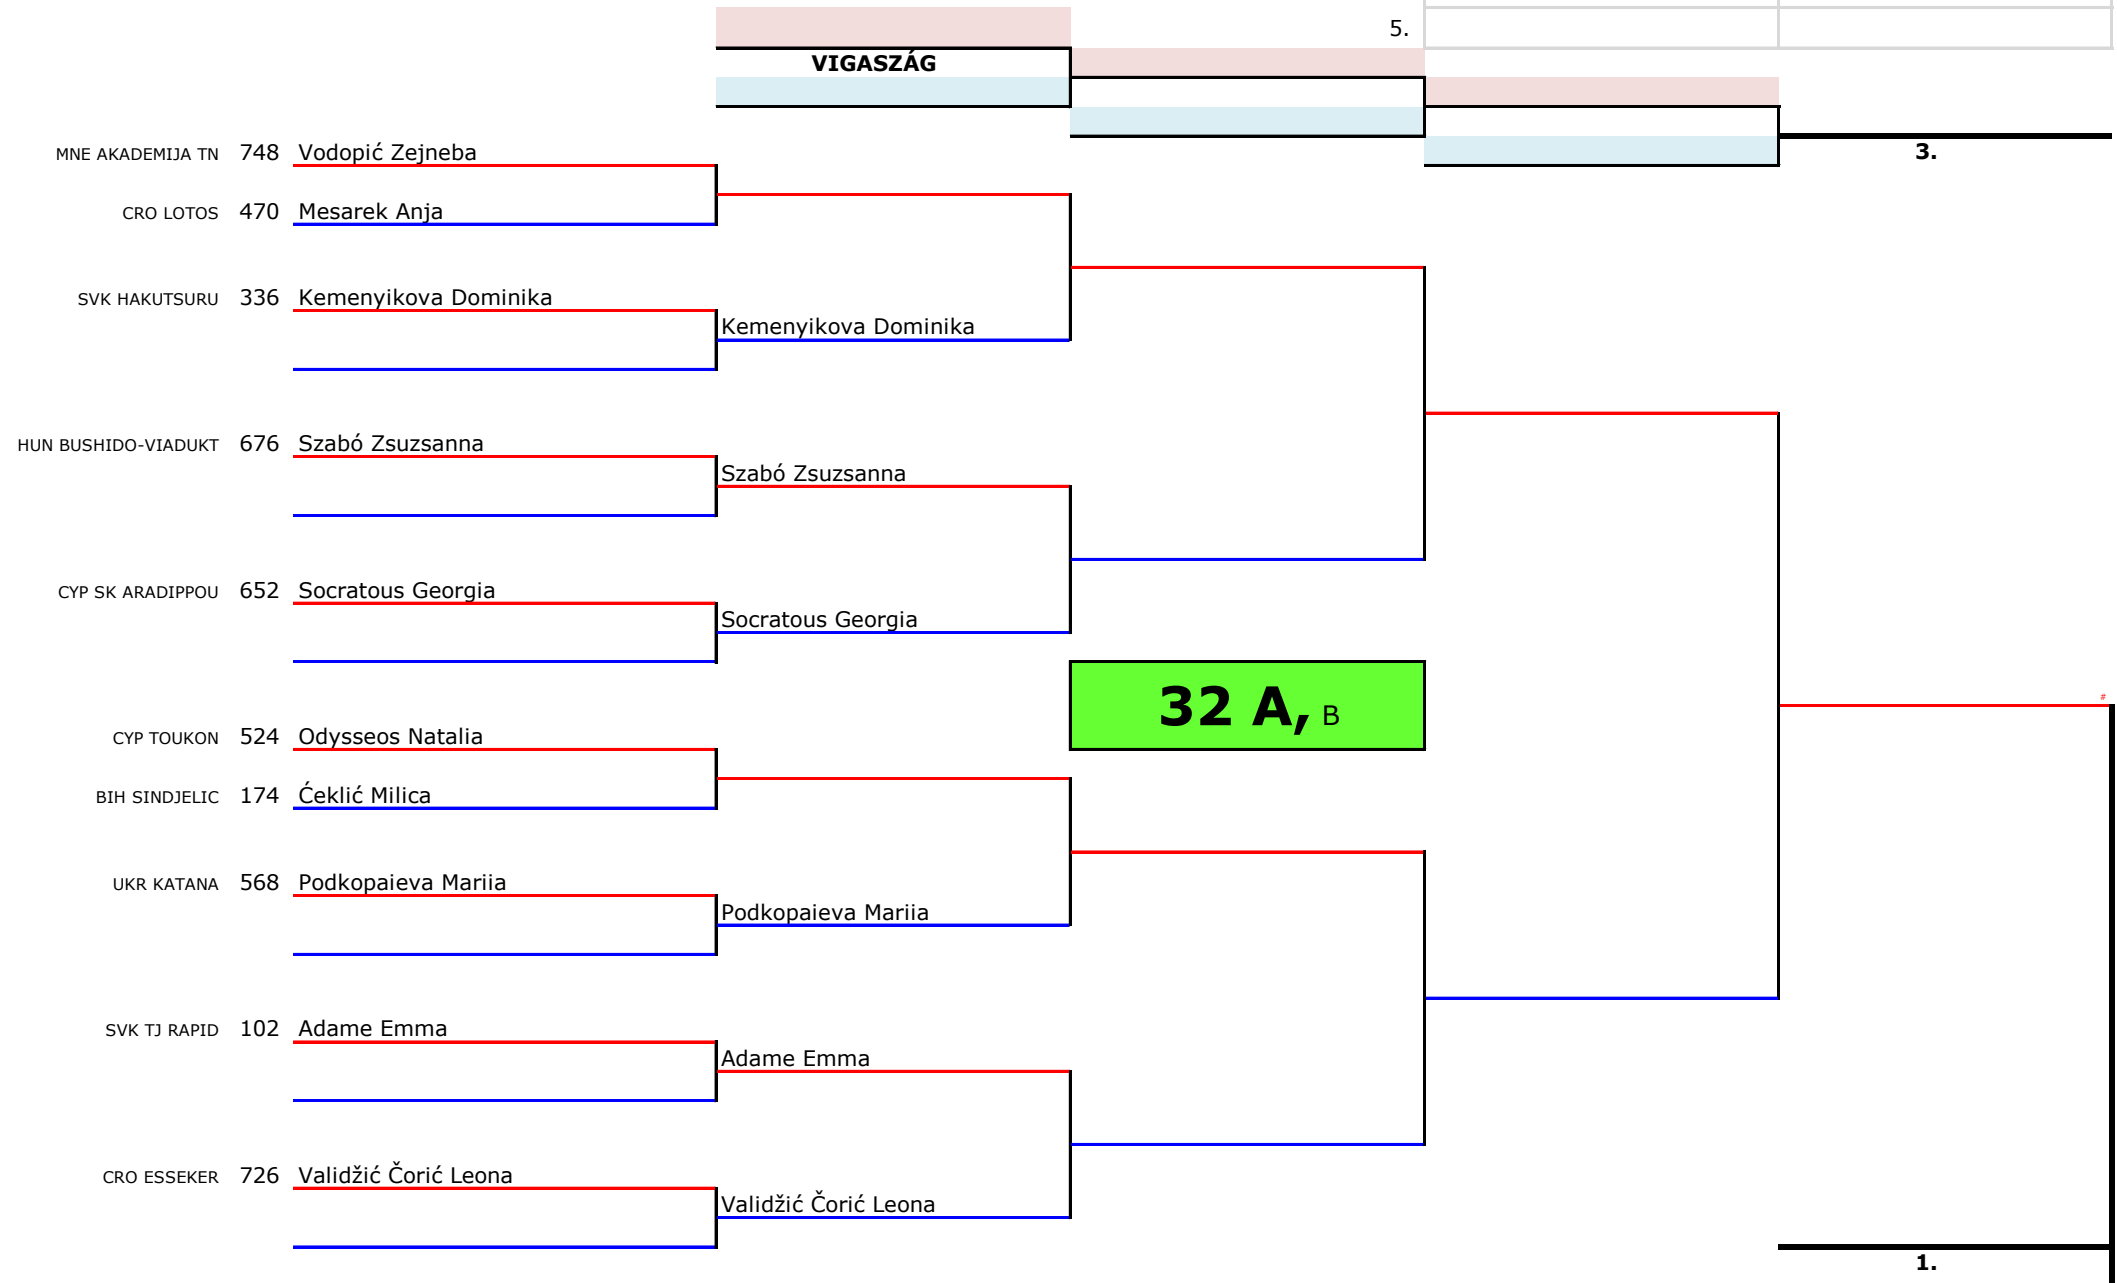 5.
VIGASZÁG
MNE AKADEMIJA TN 748 Vodopić Zejneba
3.
CRO LOTOS 470 Mesarek Anja
SVK HAKUTSURU 336 Kemenyikova Dominika
Kemenyikova Dominika
HUN BUSHIDO-VIADUKT 676 Szabó Zsuzsanna
Szabó Zsuzsanna
CYP SK ARADIPPOU 652 Socratous Georgia
Socratous Georgia
32 A, B
#
CYP TOUKON 524 Odysseos Natalia
BIH SINDJELIC 174 Ćeklić Milica
UKR KATANA 568 Podkopaieva Mariia
Podkopaieva Mariia
SVK TJ RAPID 102 Adame Emma
Adame Emma
CRO ESSEKER 726 Validžić Čorić Leona
Validžić Čorić Leona
1.